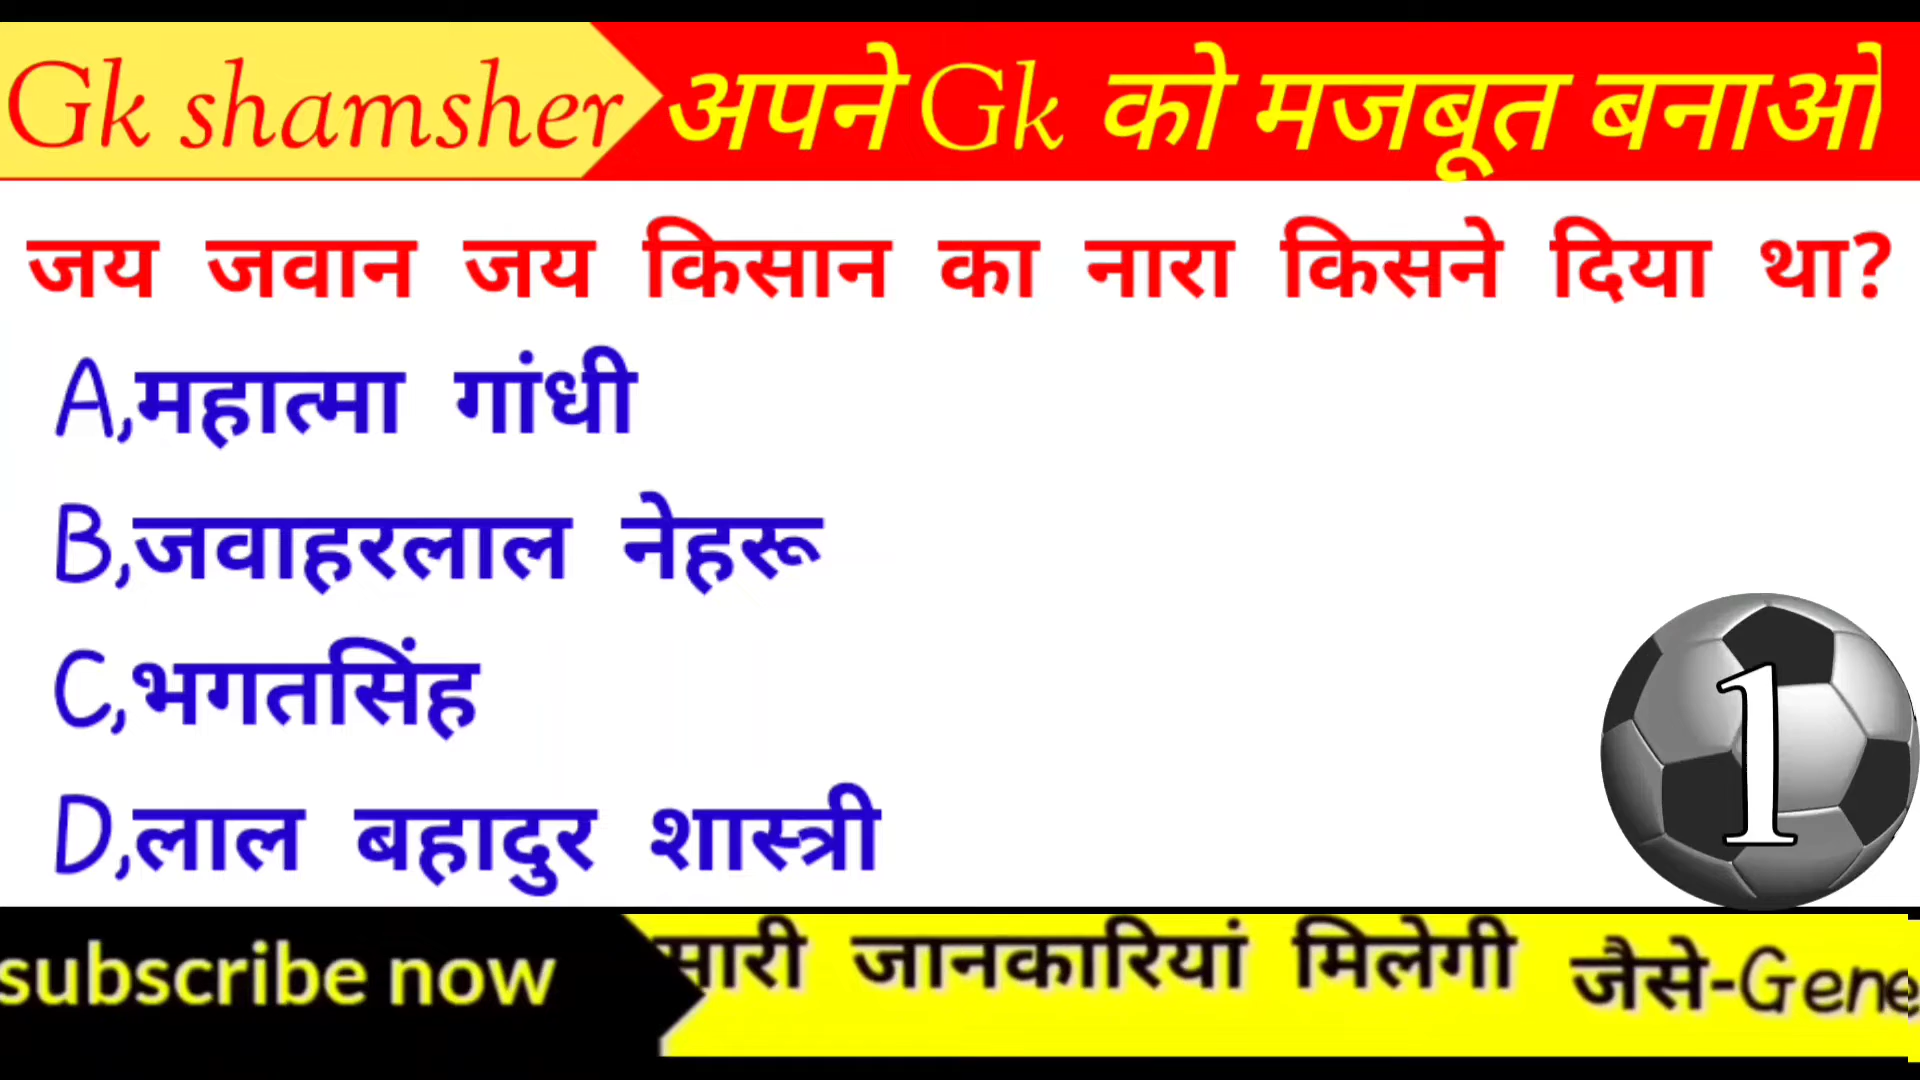 Gk shamsher अपने Gk को मजबूत बनाओ
जय जवान जय किसान का नारा किसने दिया था?
A,महात्मा गांधी
B,जवाहरलाल नेहरू
C,भगतसिंह
D,लाल बहादुर शास्त्री
1
subscribe now जानकारियां मिलेगी जैसे-